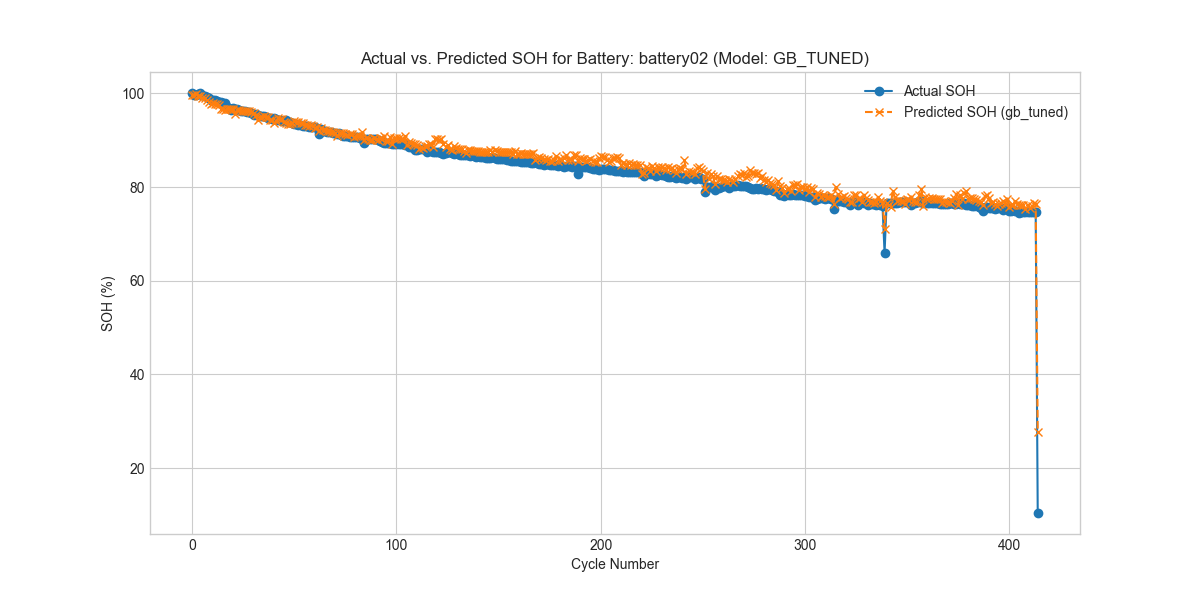 Actual vs. Predicted SOH for Battery: battery02 (Model: GB_TUNED)
Actual SOH
Predicted SOH (gb_tuned)
SOH (%)
100
80
60
40
20
0 100 200 300 400
Cycle Number